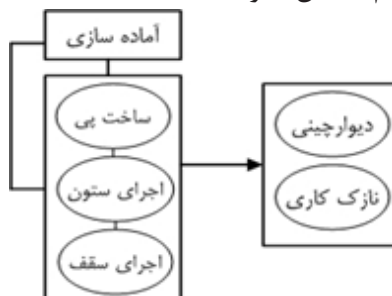 آماده سازی
ساخت پی
اجرای ستون
اجرای سقف
دیوارچینی
نازک کاری